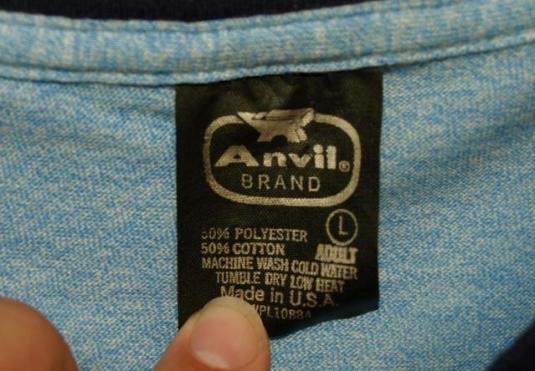 Anvil®
BRAND
L
50% POLYESTER
50% COTTON ADULT
MACHINE WASH COLD WATER
TUMBLE DRY LOW HEAT
Made in U.S.A.